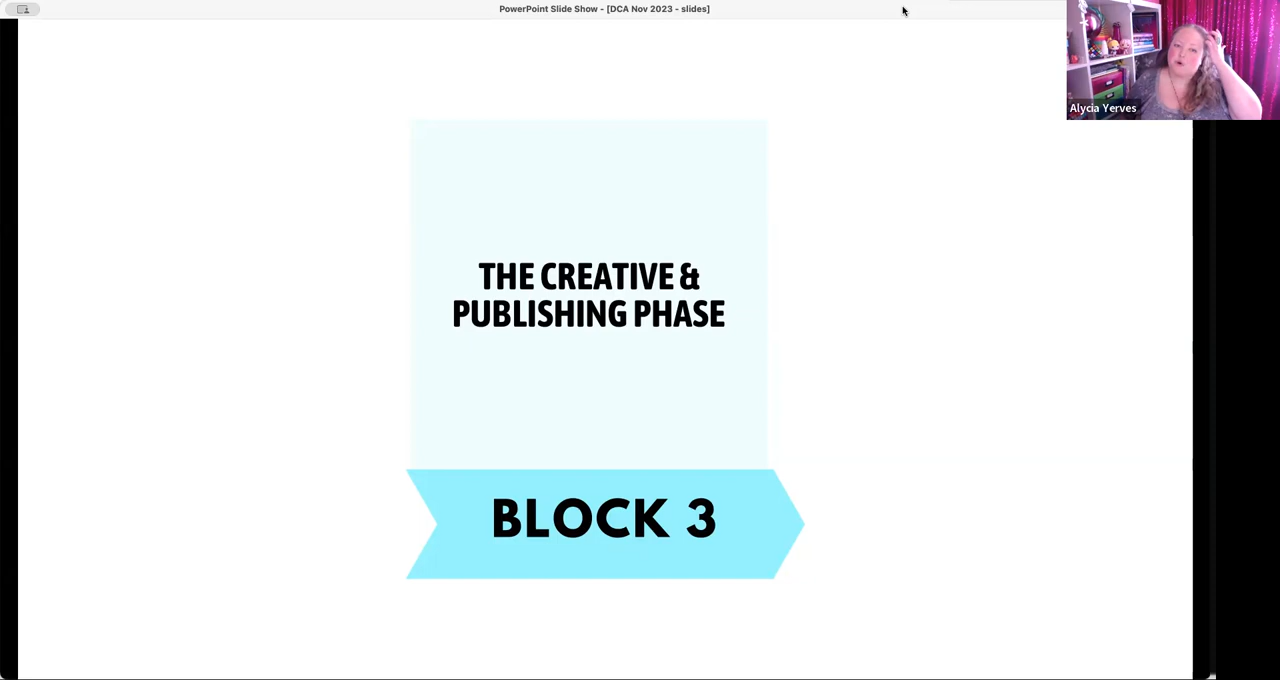 PowerPoint Slide Show - [DCA Nov 2023 - slides]
Alycia Yerves
THE CREATIVE &
PUBLISHING PHASE
BLOCK 3